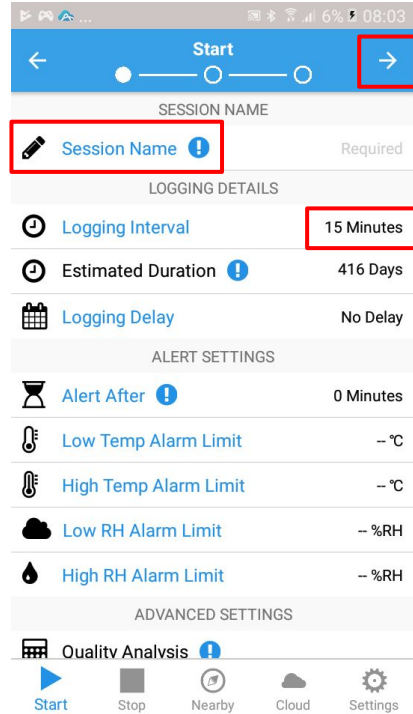 ... 6% 08:03
Start
SESSION NAME
Session Name ! Required
LOGGING DETAILS
Logging Interval 15 Minutes
Estimated Duration ! 416 Days
Logging Delay No Delay
ALERT SETTINGS
Alert After ! 0 Minutes
Low Temp Alarm Limit -- °C
High Temp Alarm Limit -- °C
Low RH Alarm Limit -- %RH
High RH Alarm Limit -- %RH
ADVANCED SETTINGS
Quality Analysis !
Start Stop Nearby Cloud Settings